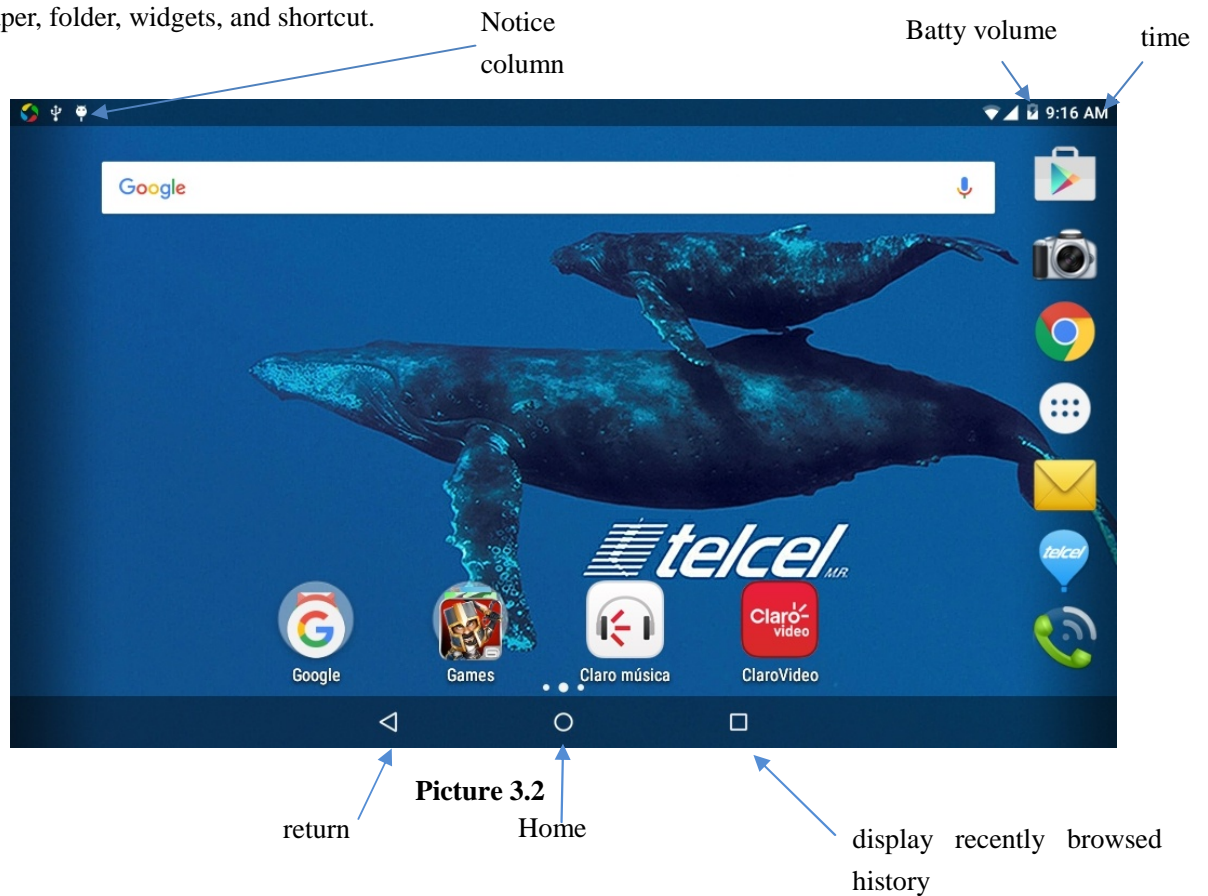 per, folder, widgets, and shortcut.
Notice
column
Batty volume
time
9:16 AM
Google
telcel
M.R.
telcel
Claro-
video
Google
Games
Claro música
ClaroVideo
Picture 3.2
return
Home
display recently browsed
history